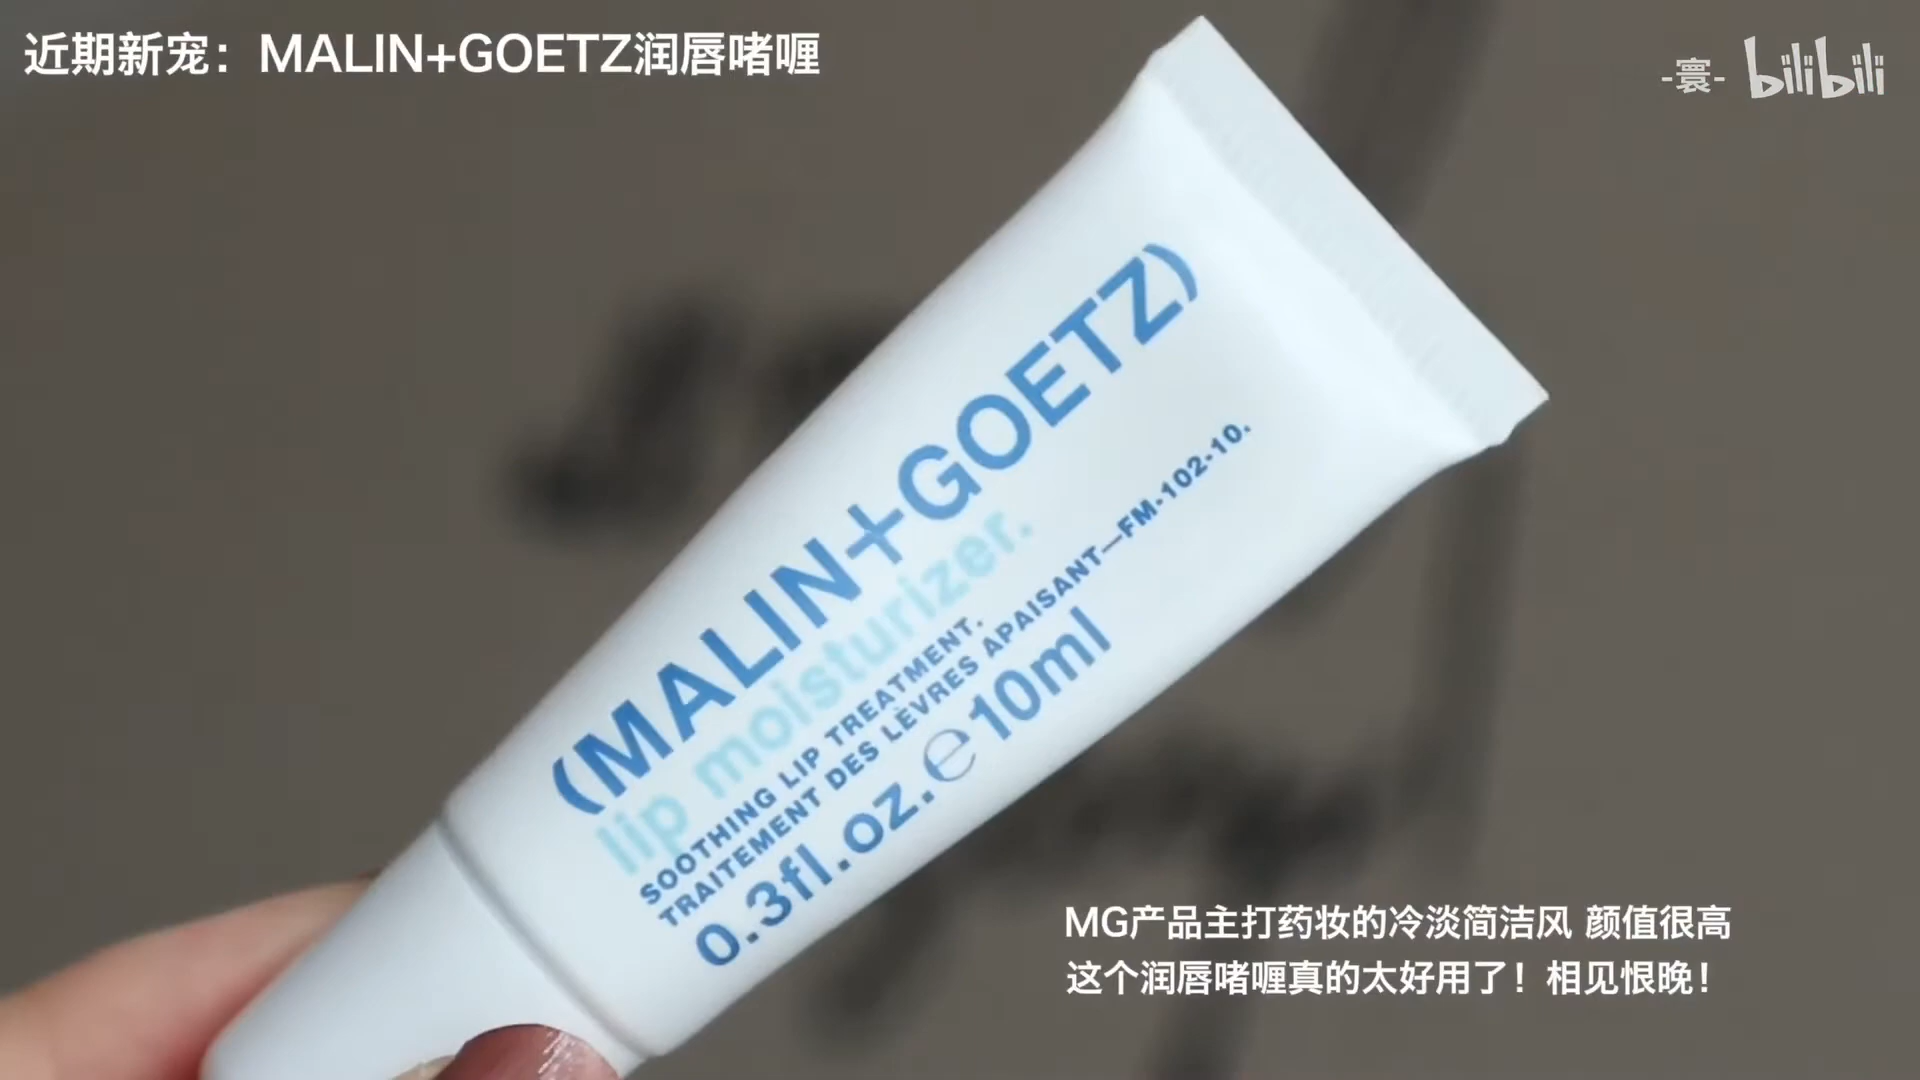 近期新宠：MALIN+GOETZ润唇啫喱
-寰- bilibili
(MALIN+GOETZ)
lip moisturizer.
SOOTHING LIP TREATMENT.
TRAITEMENT DES LÈVRES APAISANT—FM-102-10.
0.3fl.oz.℮10ml
MG产品主打药妆的冷淡简洁风 颜值很高
这个润唇啫喱真的太好用了！相见恨晚！